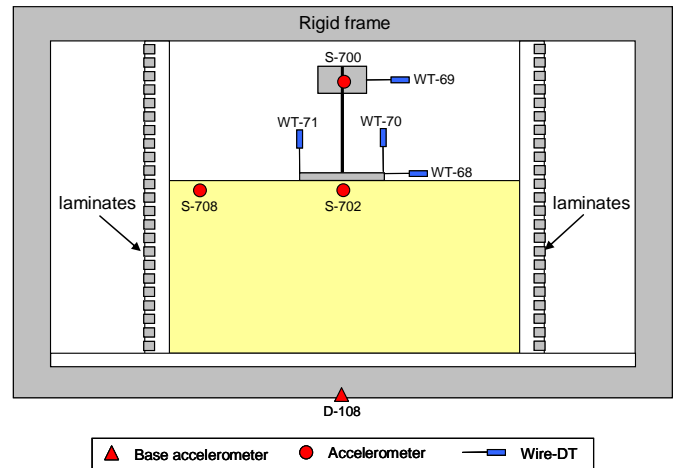 Rigid frame
S-700
WT-69
WT-71
WT-70
WT-68
laminates
S-708
S-702
laminates
D-108
Base accelerometer
Accelerometer
Wire-DT